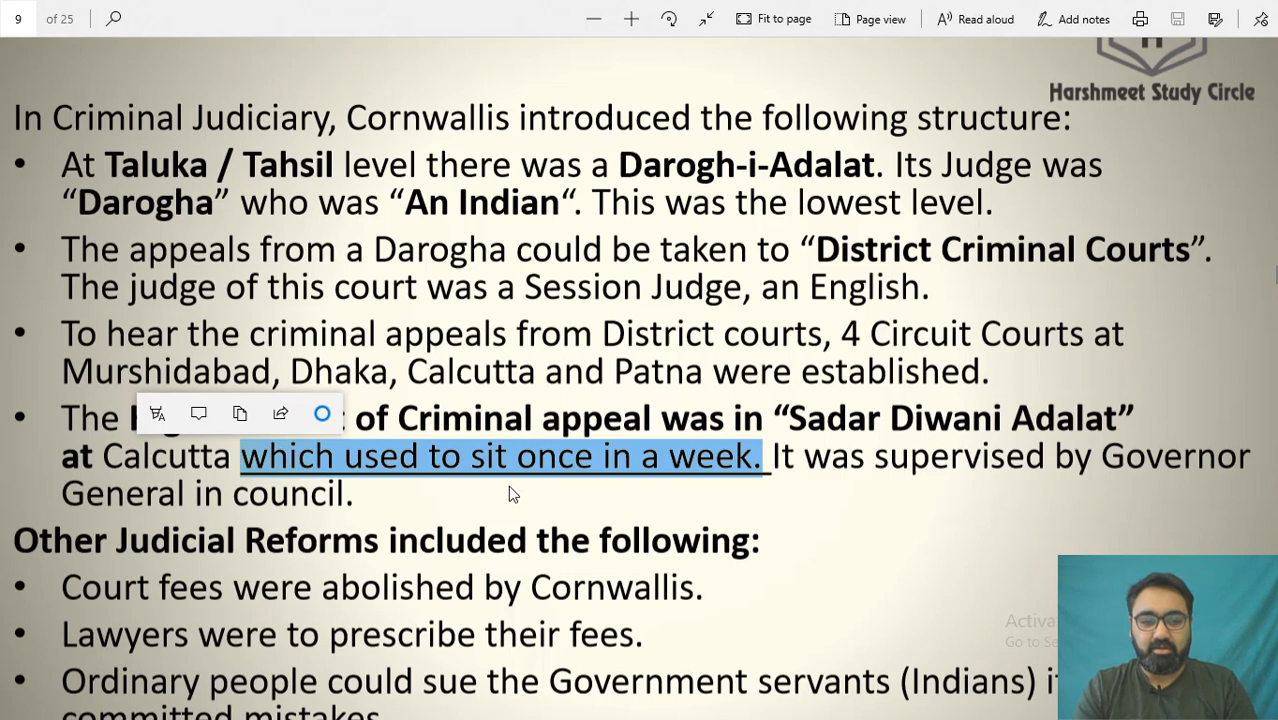 9 of 25 Fit to page Page view Read aloud Add notes
Harshmeet Study Circle
In Criminal Judiciary, Cornwallis introduced the following structure:
• At Taluka / Tahsil level there was a Darogh-i-Adalat. Its Judge was
“Darogha” who was “An Indian“. This was the lowest level.
• The appeals from a Darogha could be taken to “District Criminal Courts”.
The judge of this court was a Session Judge, an English.
• To hear the criminal appeals from District courts, 4 Circuit Courts at
Murshidabad, Dhaka, Calcutta and Patna were established.
• The of Criminal appeal was in “Sadar Diwani Adalat”
at Calcutta which used to sit once in a week. It was supervised by Governor
General in council.
Other Judicial Reforms included the following:
• Court fees were abolished by Cornwallis.
• Lawyers were to prescribe their fees.
Activa
Go to Se
• Ordinary people could sue the Government servants (Indians) i
committed mistakes